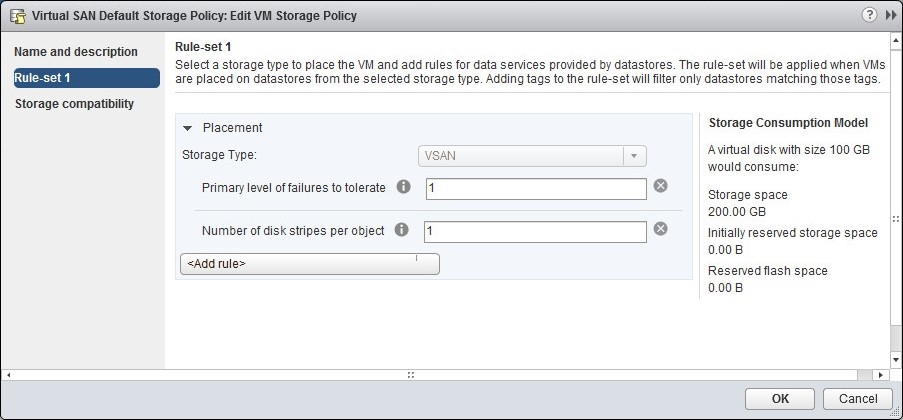 Virtual SAN Default Storage Policy: Edit VM Storage Policy
?
Name and description
Rule-set 1
Storage compatibility
Rule-set 1
Select a storage type to place the VM and add rules for data services provided by datastores. The rule-set will be applied when VMs
are placed on datastores from the selected storage type. Adding tags to the rule-set will filter only datastores matching those tags.
Placement
Storage Type:
VSAN
Primary level of failures to tolerate
1
Number of disk stripes per object
1
<Add rule>
Storage Consumption Model
A virtual disk with size 100 GB
would consume:
Storage space
200.00 GB
Initially reserved storage space
0.00 B
Reserved flash space
0.00 B
OK
Cancel